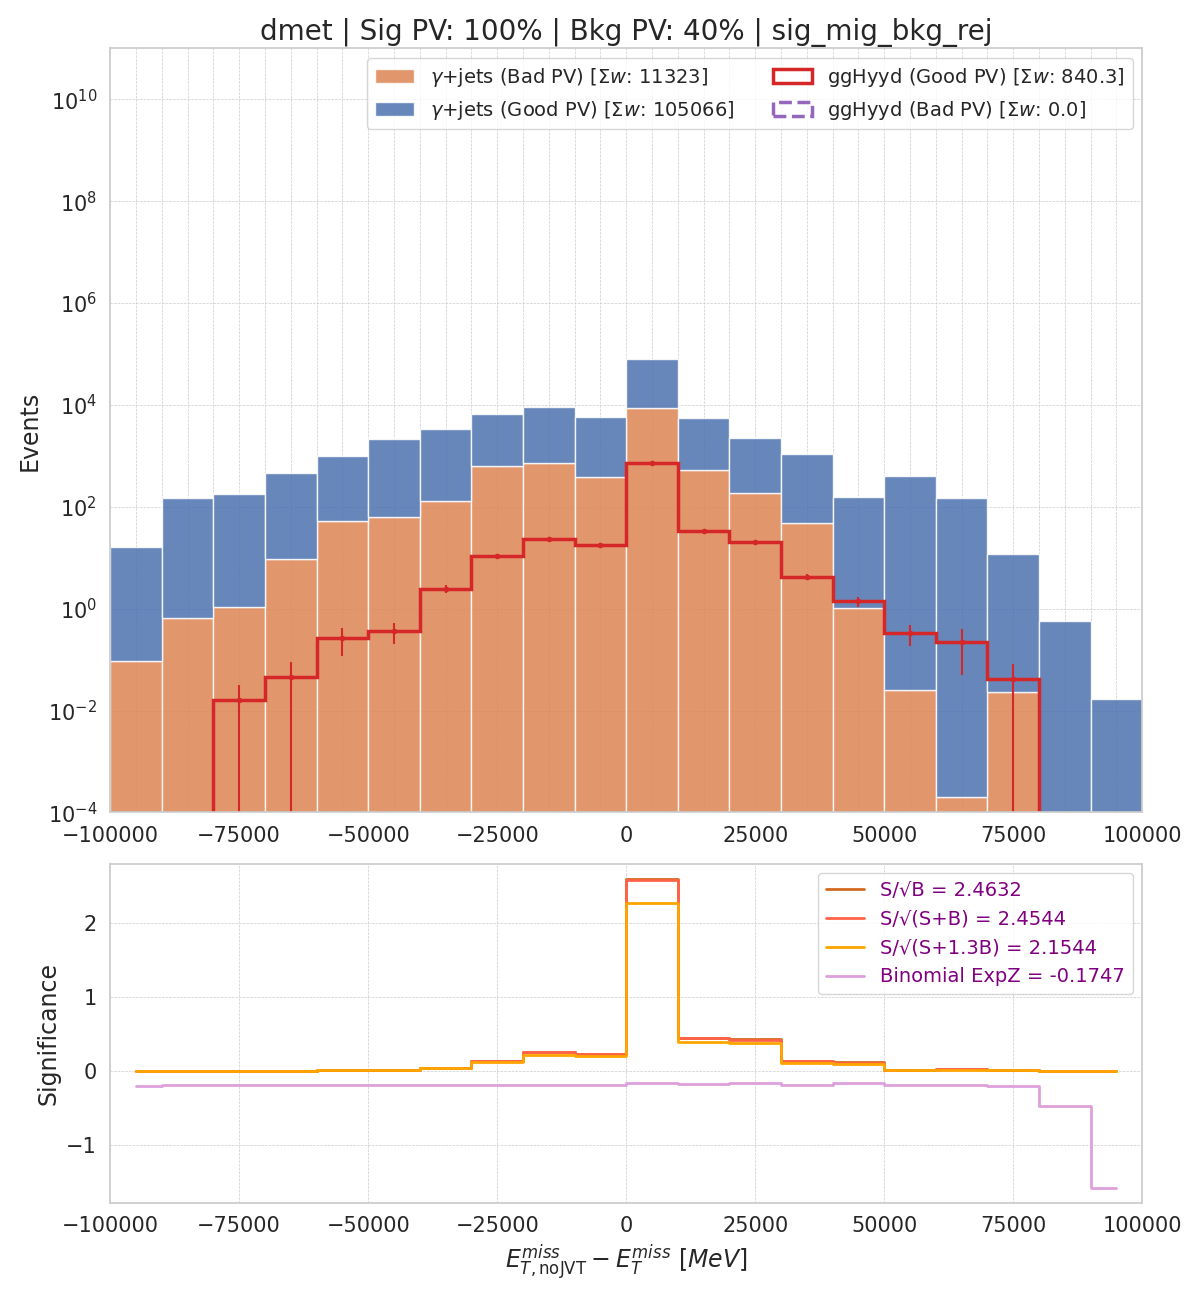 dmet | Sig PV: 100% | Bkg PV: 40% | sig_mig_bkg_rej
γ+jets (Bad PV) [Σw: 11323]
γ+jets (Good PV) [Σw: 105066]
ggHyyd (Good PV) [Σw: 840.3]
ggHyyd (Bad PV) [Σw: 0.0]
Events
10^10
10^8
10^6
10^4
10^2
10^0
10^−2
10^−4
−100000 −75000 −50000 −25000 0 25000 50000 75000 100000
S/√B = 2.4632
S/√(S+B) = 2.4544
S/√(S+1.3B) = 2.1544
Binomial ExpZ = -0.1747
Significance
2
1
0
−1
−100000 −75000 −50000 −25000 0 25000 50000 75000 100000
E^miss_T,noJVT − E^miss_T [MeV]